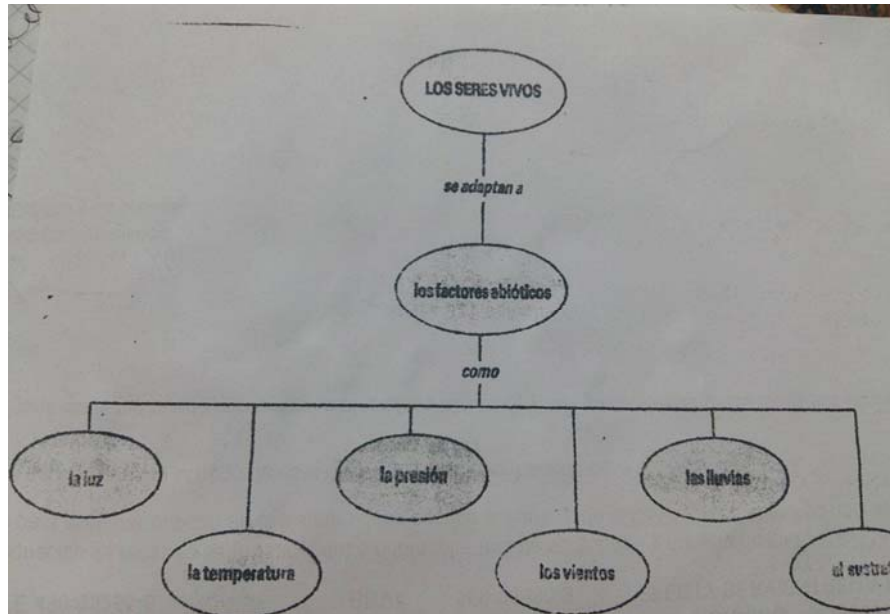 LOS SERES VIVOS
se adaptan a
los factores abióticos
como
la luz
la presión
las lluvias
la temperatura
los vientos